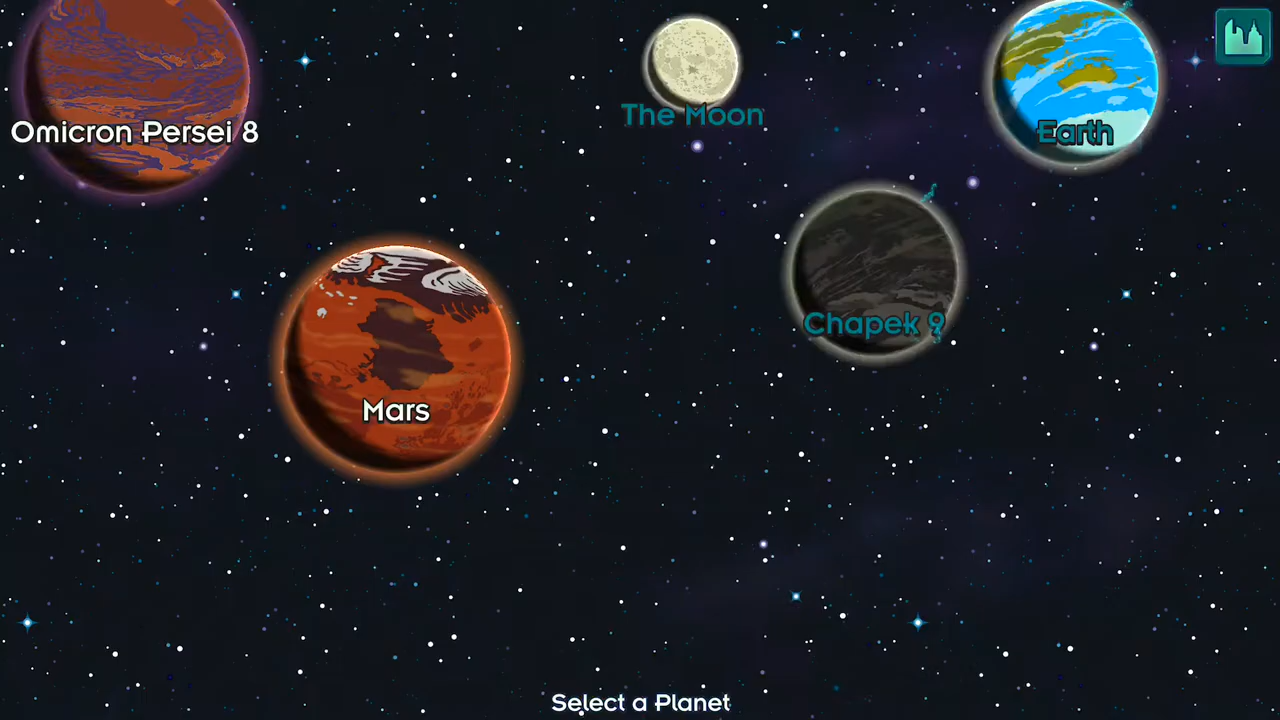 The Moon
Omicron Persei 8
Earth
Chapek 9
Mars
Select a Planet